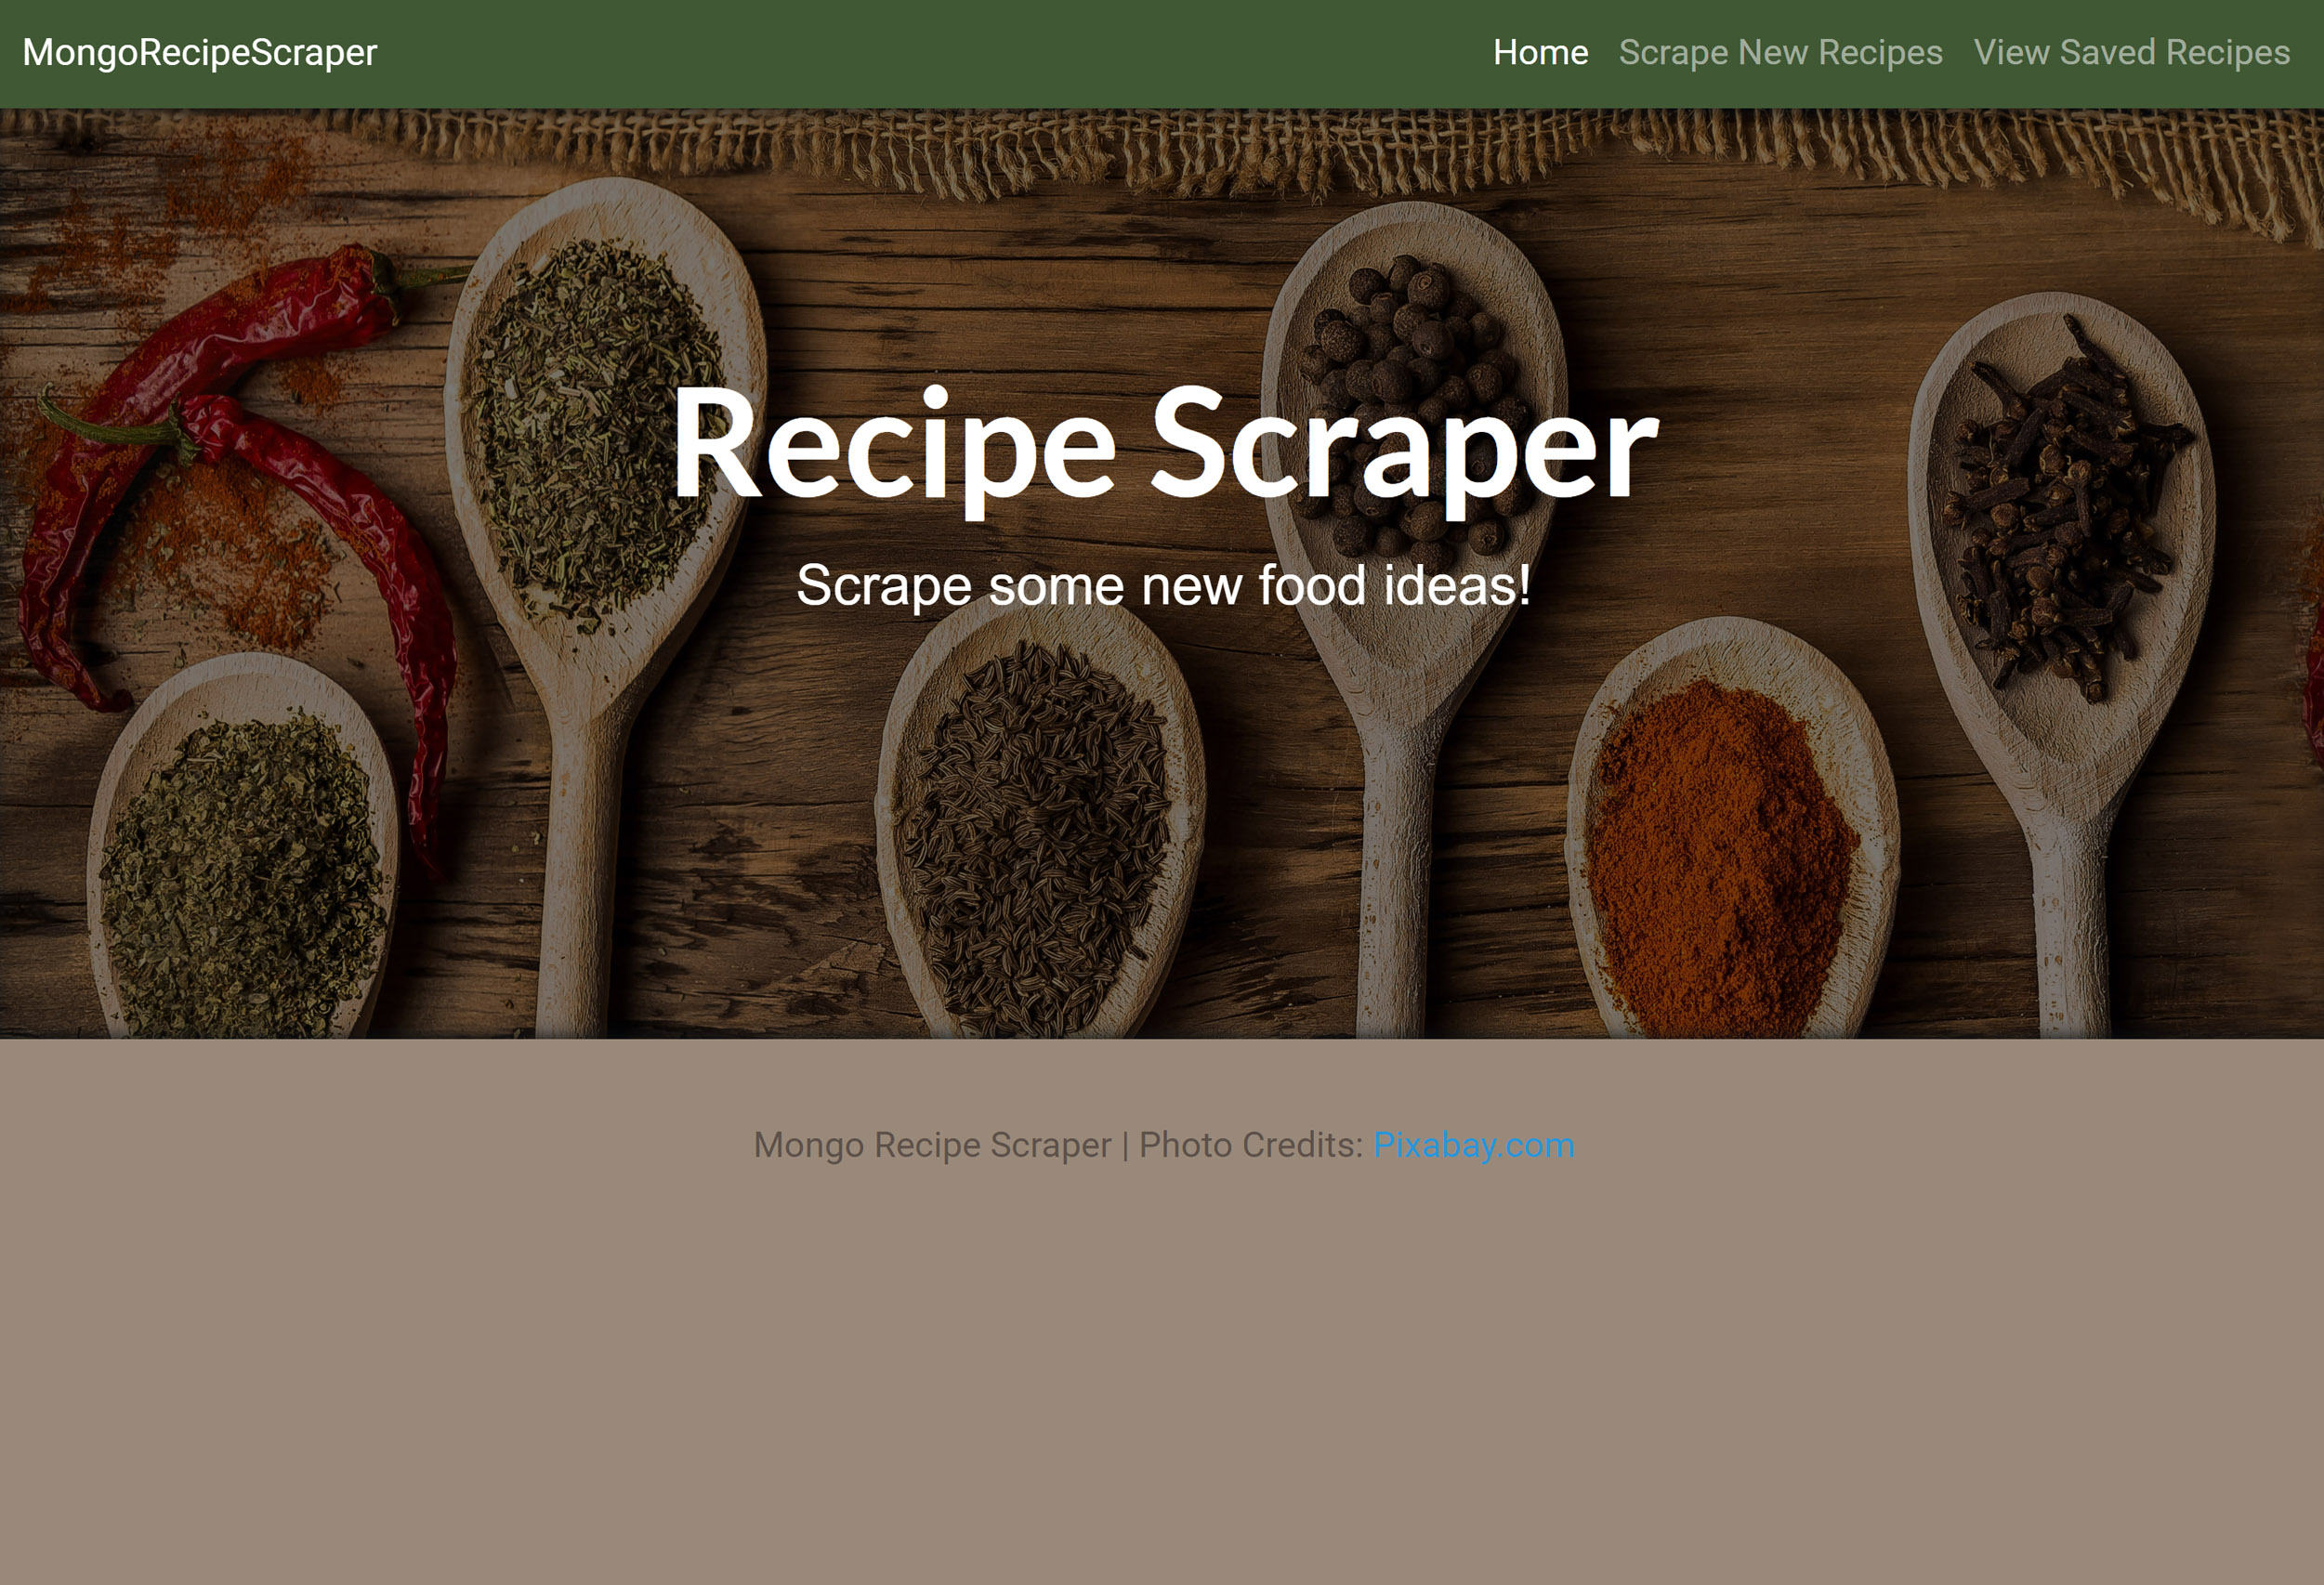 MongoRecipeScraper Home Scrape New Recipes View Saved Recipes
Recipe Scraper
Scrape some new food ideas!
Mongo Recipe Scraper | Photo Credits: Pixabay.com